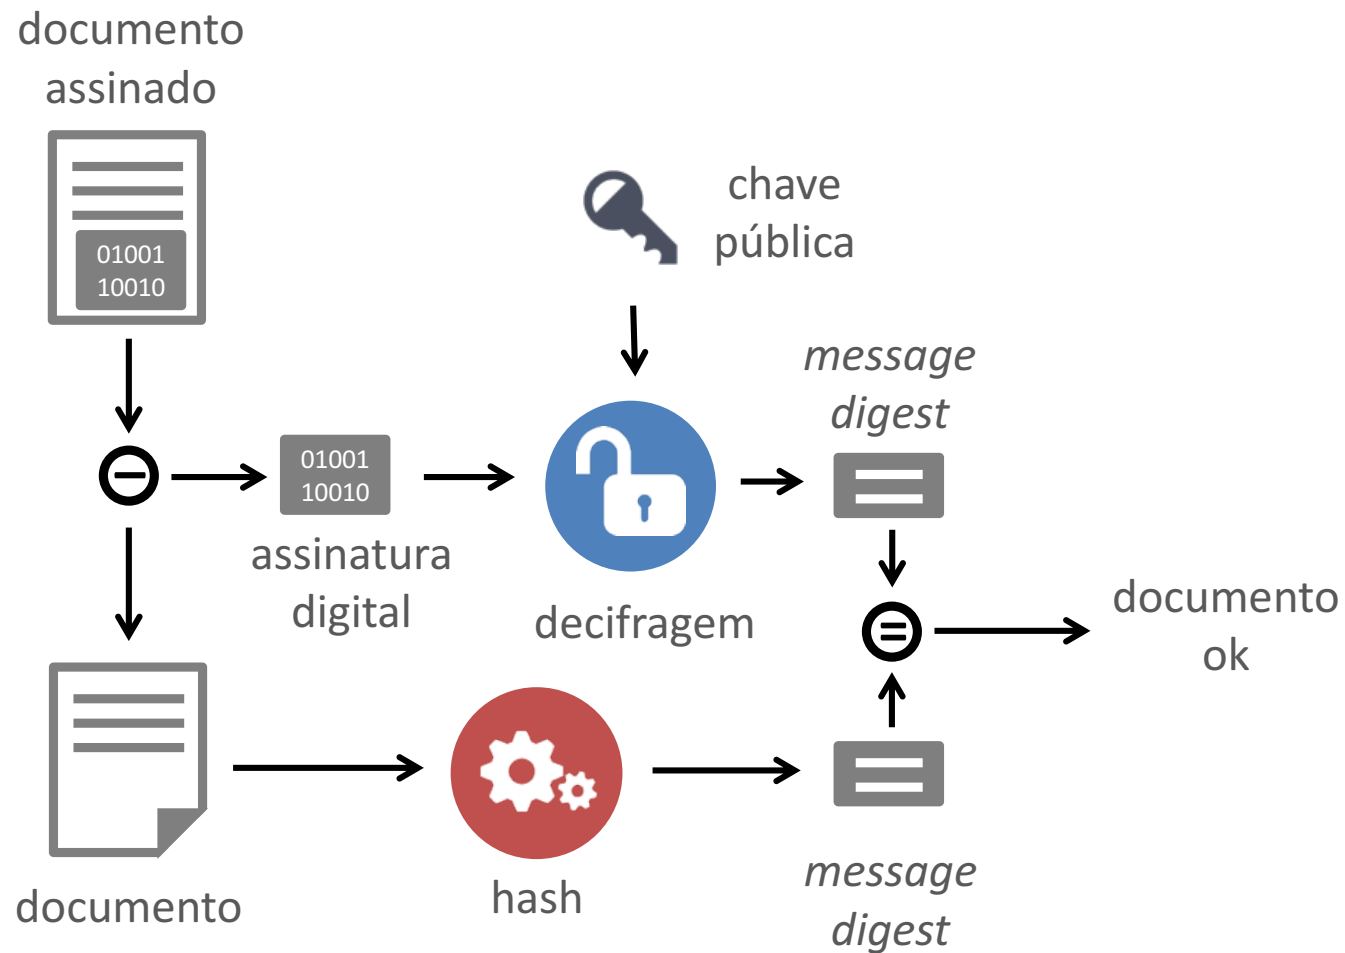 documento
assinado
01001
10010
chave
pública
message
digest
01001
10010
assinatura
digital
decifragem
documento
ok
documento
hash
message
digest